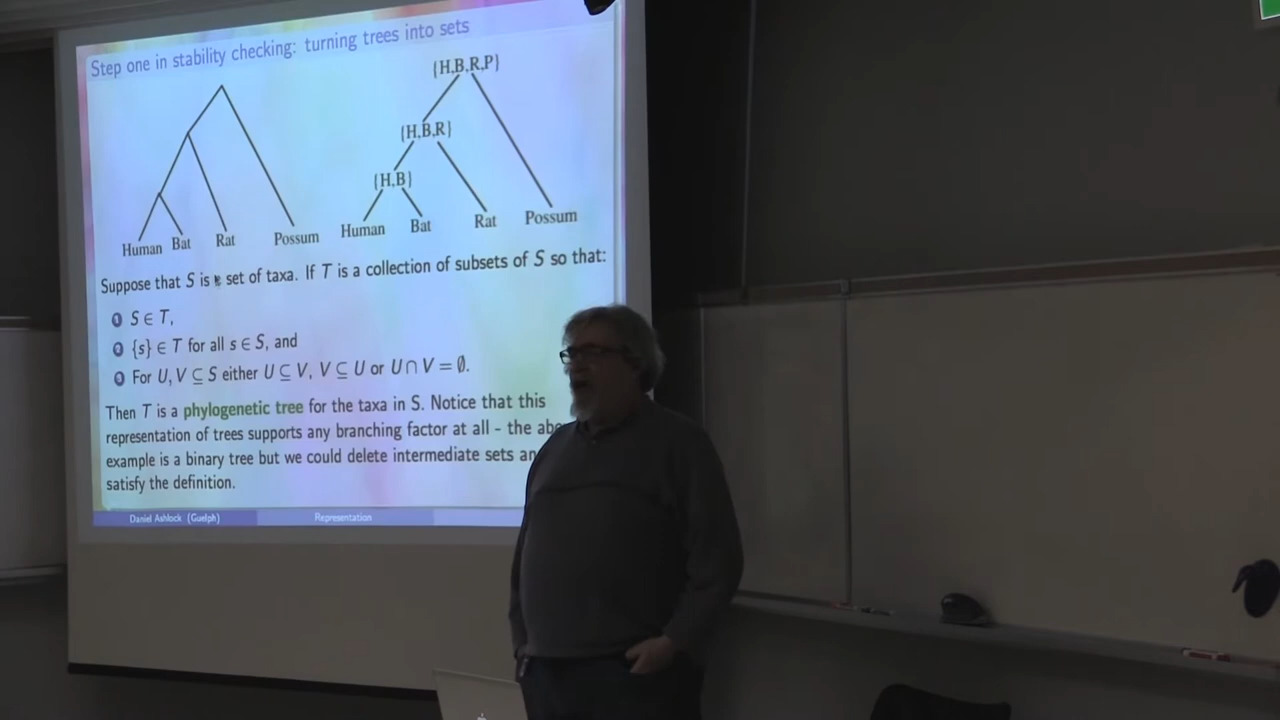 Step one in stability checking: turning trees into sets
{H,B,R,P}
{H,B,R}
{H,B}
Human Bat Rat Possum
Human Bat Rat Possum
Suppose that S is set of taxa. If T is a collection of subsets of S so that:
1 S ∈ T,
2 {s} ∈ T for all s ∈ S, and
3 For U, V ⊆ S either U ⊆ V, V ⊆ U or U ∩ V = ∅.
Then T is a phylogenetic tree for the taxa in S. Notice that this
representation of trees supports any branching factor at all - the
example is a binary tree but we could delete intermediate sets
satisfy the definition.
Daniel Ashlock (Guelph) Representation